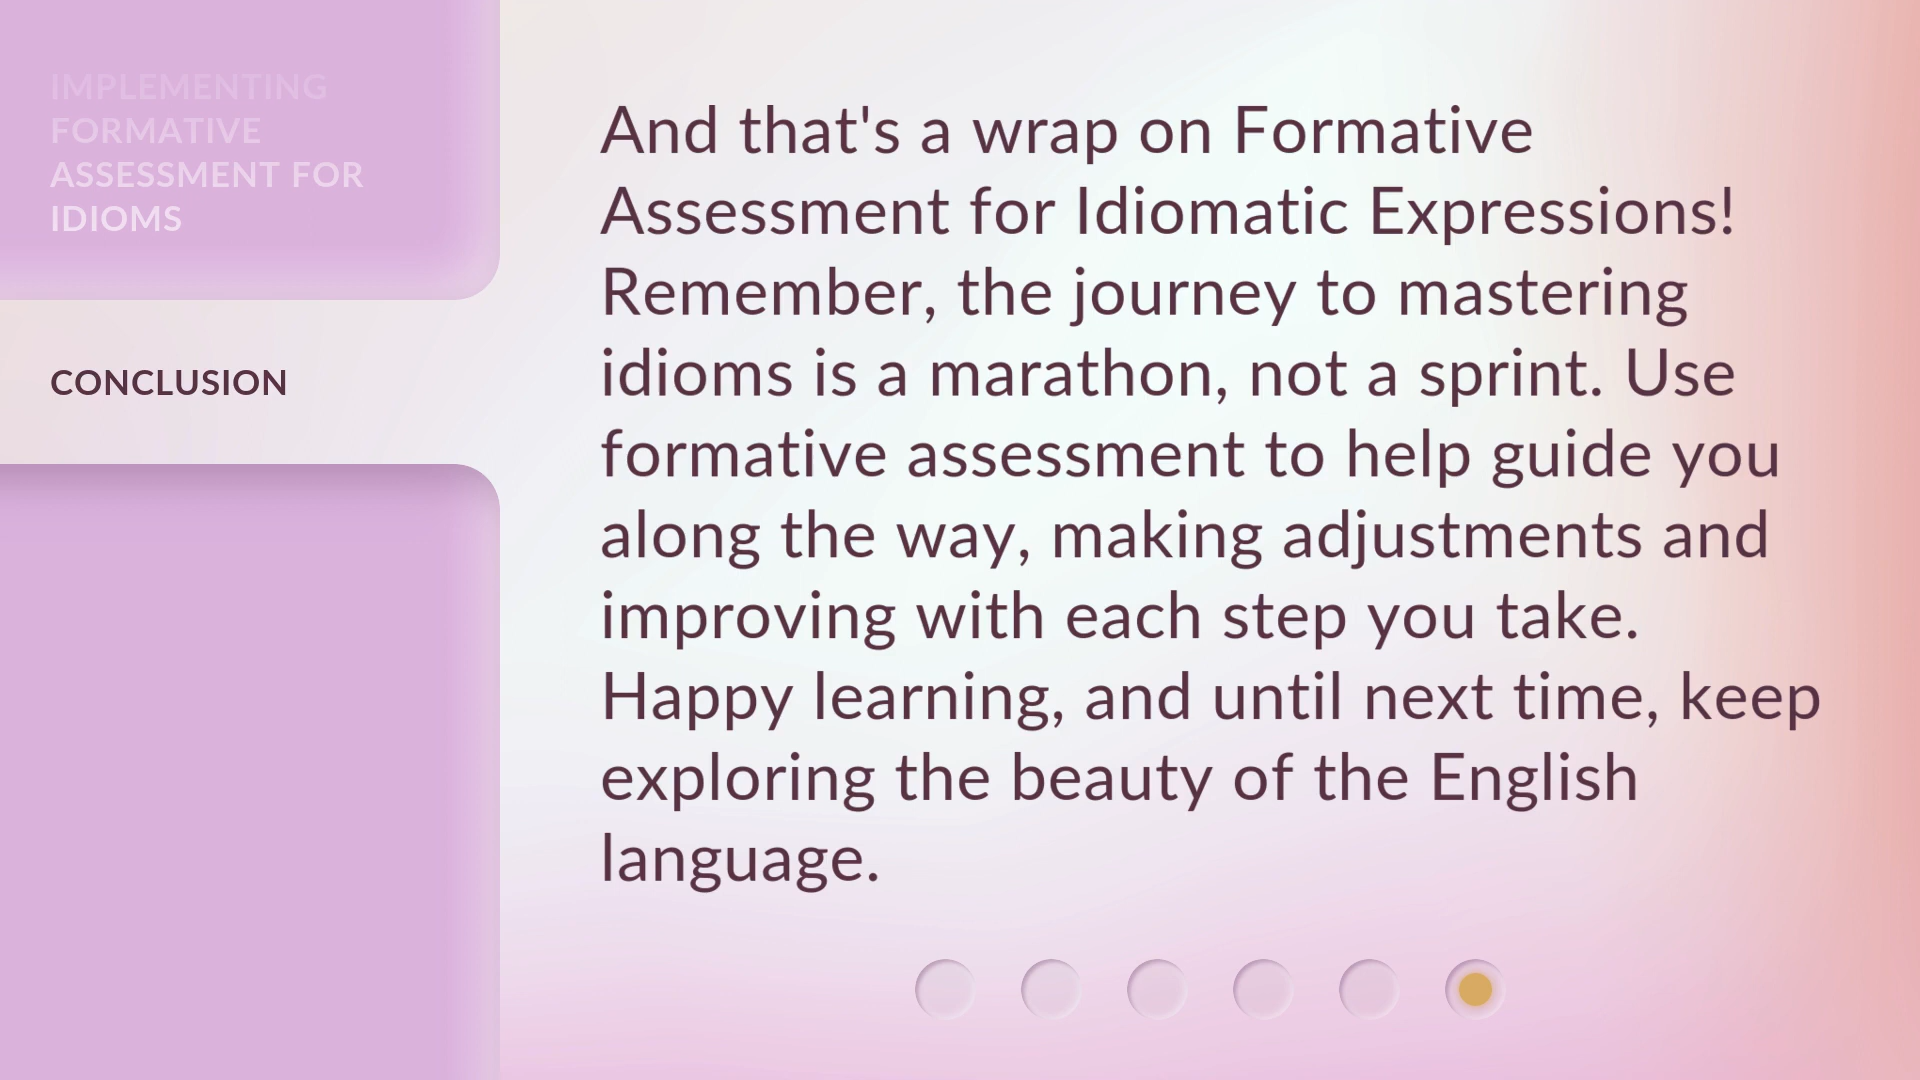 IMPLEMENTING
FORMATIVE
ASSESSMENT FOR
IDIOMS
CONCLUSION
And that's a wrap on Formative
Assessment for Idiomatic Expressions!
Remember, the journey to mastering
idioms is a marathon, not a sprint. Use
formative assessment to help guide you
along the way, making adjustments and
improving with each step you take.
Happy learning, and until next time, keep
exploring the beauty of the English
language.